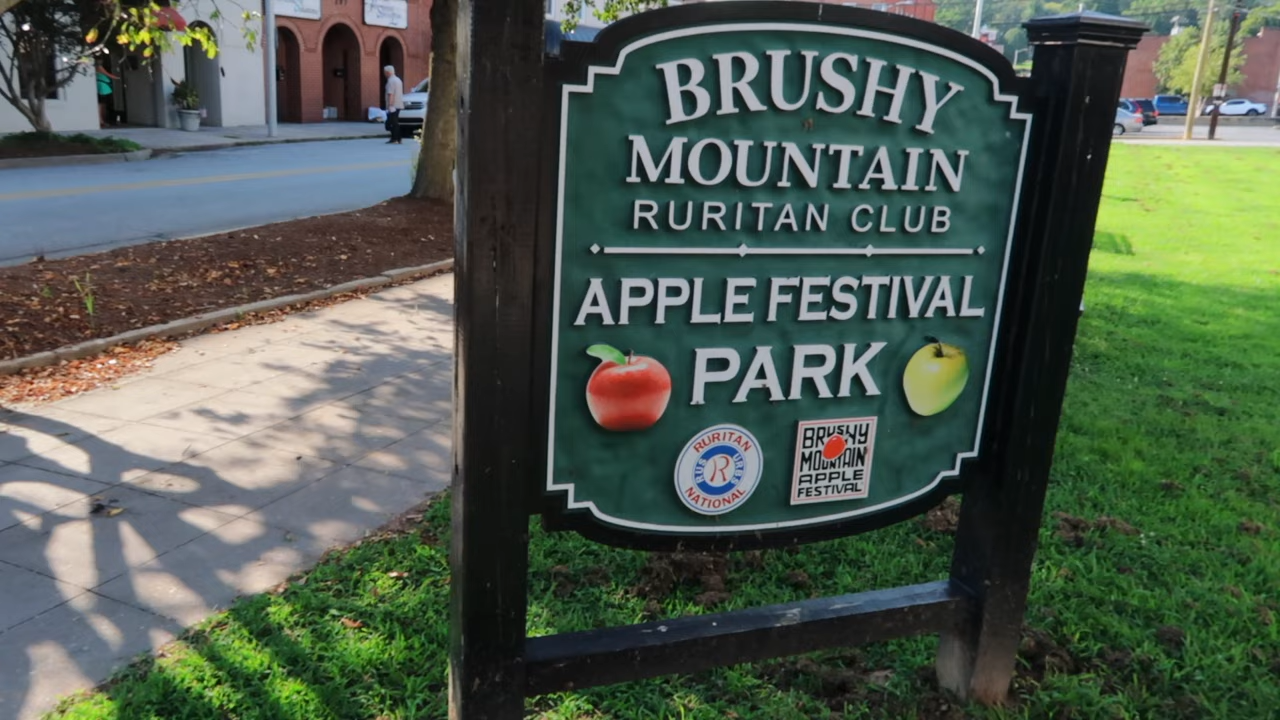 BRUSHY
MOUNTAIN
RURITAN CLUB
APPLE FESTIVAL
PARK
RURITAN
NATIONAL
R
BRUSHY
MOUNTAIN
APPLE
FESTIVAL